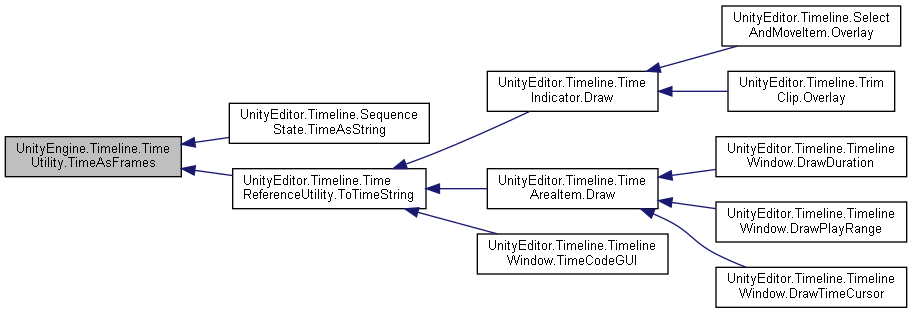 UnityEngine.Timeline.Time
Utility.TimeAsFrames
UnityEditor.Timeline.Sequence
State.TimeAsString
UnityEditor.Timeline.Time
ReferenceUtility.ToTimeString
UnityEditor.Timeline.Time
Indicator.Draw
UnityEditor.Timeline.Time
AreaItem.Draw
UnityEditor.Timeline.Timeline
Window.TimeCodeGUI
UnityEditor.Timeline.Select
AndMoveItem.Overlay
UnityEditor.Timeline.Trim
Clip.Overlay
UnityEditor.Timeline.Timeline
Window.DrawDuration
UnityEditor.Timeline.Timeline
Window.DrawPlayRange
UnityEditor.Timeline.Timeline
Window.DrawTimeCursor